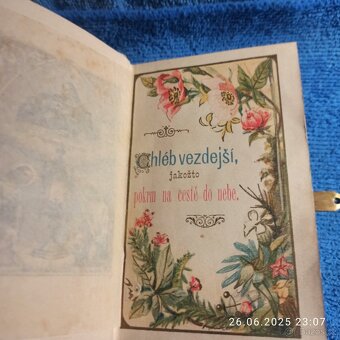 Chléb vezdejší,
jakožto
pokrm na cestě do nebe.
26.06.2025 23:07